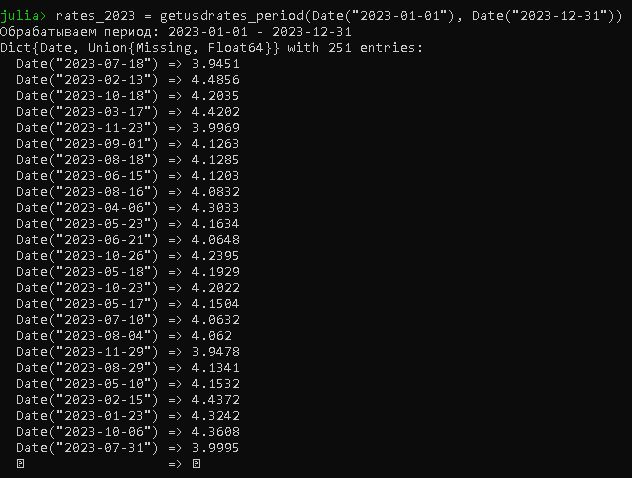 julia> rates_2023 = getusdrates_period(Date("2023-01-01"), Date("2023-12-31"))
Обрабатываем период: 2023-01-01 - 2023-12-31
Dict{Date, Union{Missing, Float64}} with 251 entries:
  Date("2023-07-18") => 3.9451
  Date("2023-02-13") => 4.4856
  Date("2023-10-18") => 4.2035
  Date("2023-03-17") => 4.4202
  Date("2023-11-23") => 3.9969
  Date("2023-09-01") => 4.1263
  Date("2023-08-18") => 4.1285
  Date("2023-06-15") => 4.1203
  Date("2023-08-16") => 4.0832
  Date("2023-04-06") => 4.3033
  Date("2023-05-23") => 4.1634
  Date("2023-06-21") => 4.0648
  Date("2023-10-26") => 4.2395
  Date("2023-05-18") => 4.1929
  Date("2023-10-23") => 4.2022
  Date("2023-05-17") => 4.1504
  Date("2023-07-10") => 4.0632
  Date("2023-08-04") => 4.062
  Date("2023-11-29") => 3.9478
  Date("2023-08-29") => 4.1341
  Date("2023-05-10") => 4.1532
  Date("2023-02-15") => 4.4372
  Date("2023-01-23") => 4.3242
  Date("2023-10-06") => 4.3608
  Date("2023-07-31") => 3.9995
  ⍰                  => ⍰